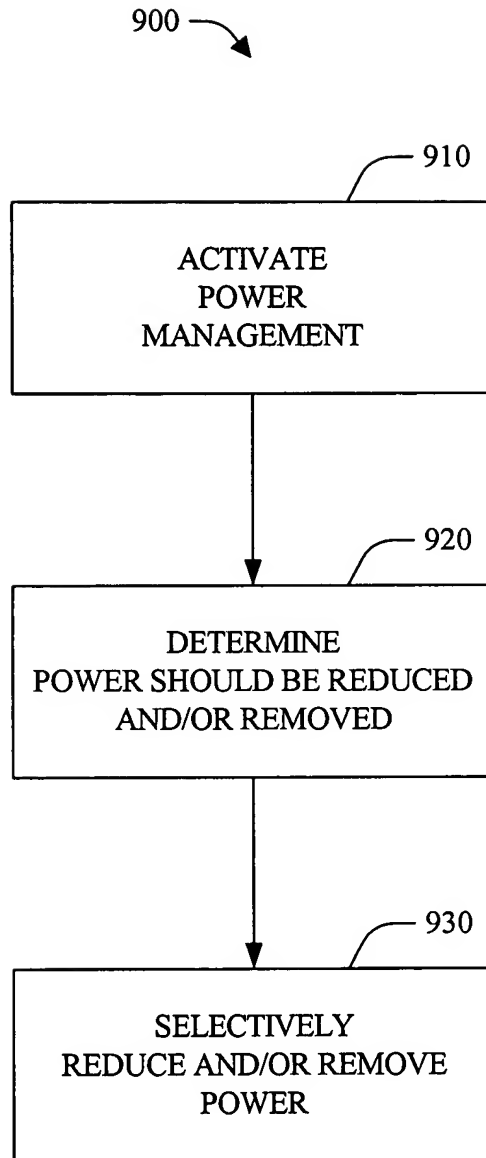 900
910
ACTIVATE
POWER
MANAGEMENT
920
DETERMINE
POWER SHOULD BE REDUCED
AND/OR REMOVED
930
SELECTIVELY
REDUCE AND/OR REMOVE
POWER